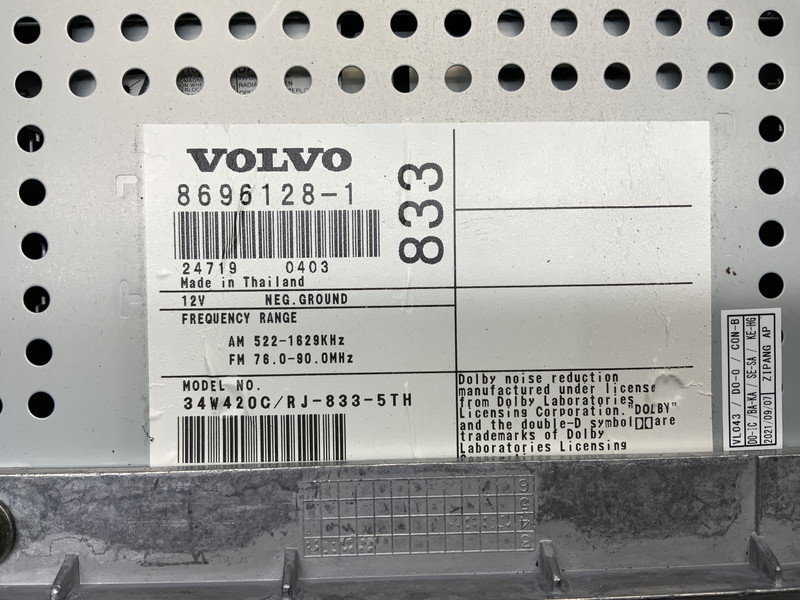 VOLVO
8696128-1
833
24719 0403
Made in Thailand
12V NEG.GROUND
FREQUENCY RANGE
AM 522-1629KHz
FM 76.0-90.0MHz
MODEL NO.
34W420C/RJ-833-5TH
Dolby noise reduction
manufactured under license
from Dolby Laboratories
Licensing Corporation."DOLBY"
and the double-D symbol are
trademarks of Dolby
Laboratories Licensing
VL043 / DO-O / CON-B
DO-IC /BA-KA / SE-SA / KE-HG
2021/09/07 ZIPANG AP